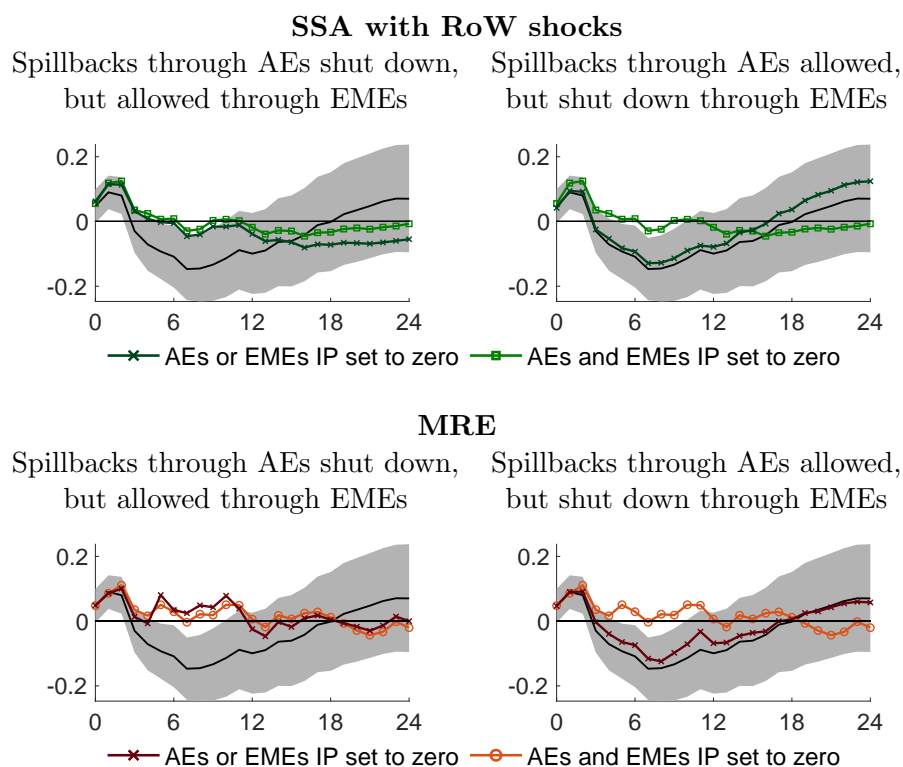 SSA with RoW shocks
Spillbacks through AEs shut down,
but allowed through EMEs
Spillbacks through AEs allowed,
but shut down through EMEs
0.2
0
-0.2
0 6 12 18 24
0.2
0
-0.2
0 6 12 18 24
AEs or EMEs IP set to zero AEs and EMEs IP set to zero
MRE
Spillbacks through AEs shut down,
but allowed through EMEs
Spillbacks through AEs allowed,
but shut down through EMEs
0.2
0
-0.2
0 6 12 18 24
0.2
0
-0.2
0 6 12 18 24
AEs or EMEs IP set to zero AEs and EMEs IP set to zero